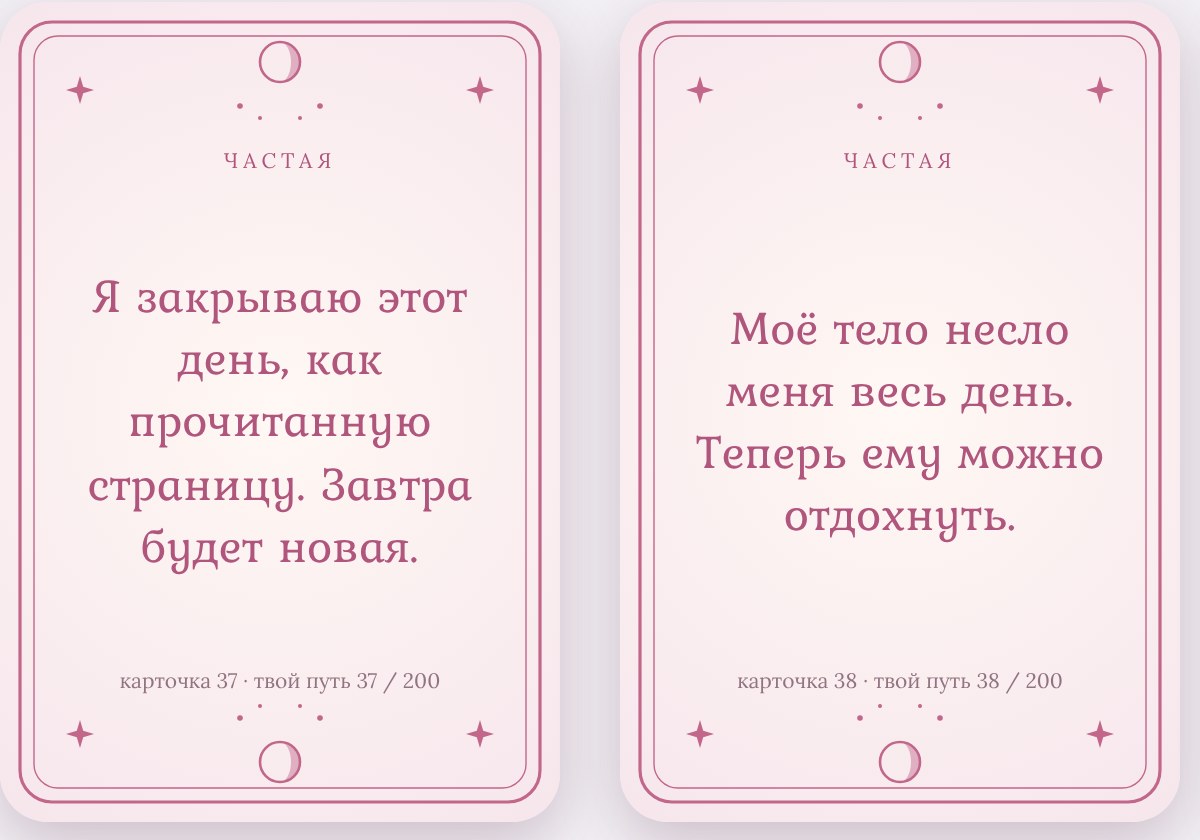 ЧАСТАЯ
Я закрываю этот
день, как
прочитанную
страницу. Завтра
будет новая.
карточка 37 · твой путь 37 / 200
ЧАСТАЯ
Моё тело несло
меня весь день.
Теперь ему можно
отдохнуть.
карточка 38 · твой путь 38 / 200